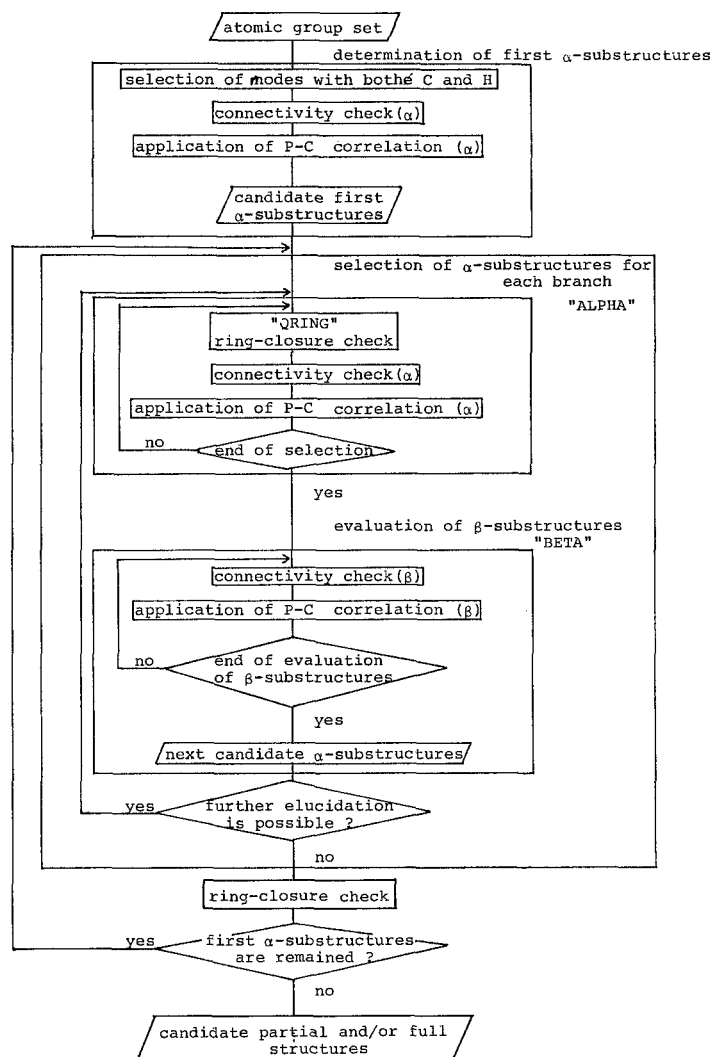 atomic group set
determination of first α-substructures
selection of modes with bothe C and H
connectivity check(α)
application of P-C correlation (α)
candidate first
α-substructures
selection of α-substructures for
each branch
"ALPHA"
"QRING"
ring-closure check
connectivity check(α)
application of P-C correlation (α)
no
end of selection
yes
evaluation of β-substructures
"BETA"
connectivity check(β)
application of P-C correlation (β)
no
end of evaluation
of β-substructures
yes
next candidate α-substructures
yes
further elucidation
is possible ?
no
ring-closure check
yes
first α-substructures
are remained ?
no
candidate partial and/or full
structures